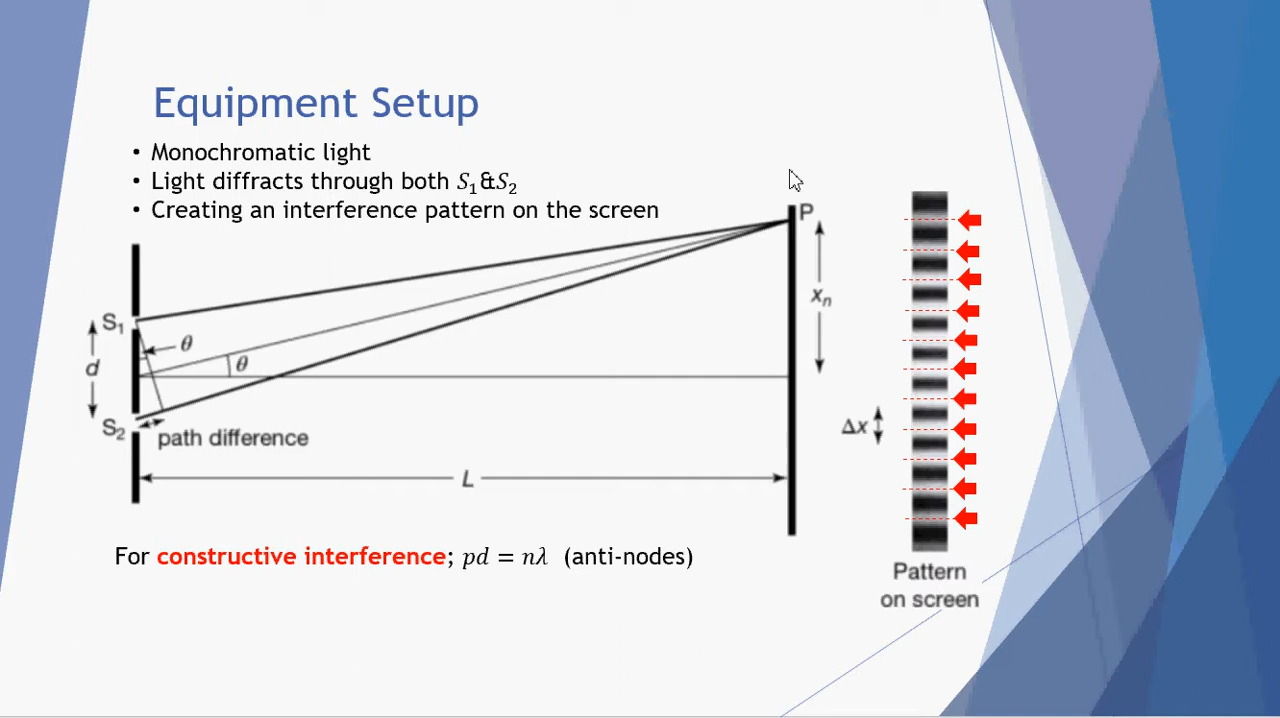 Equipment Setup
• Monochromatic light
• Light diffracts through both S₁&S₂
• Creating an interference pattern on the screen
P
xₙ
S₁
θ
θ
d
S₂
path difference
L
Δx
For constructive interference; pd = nλ (anti-nodes)
Pattern
on screen